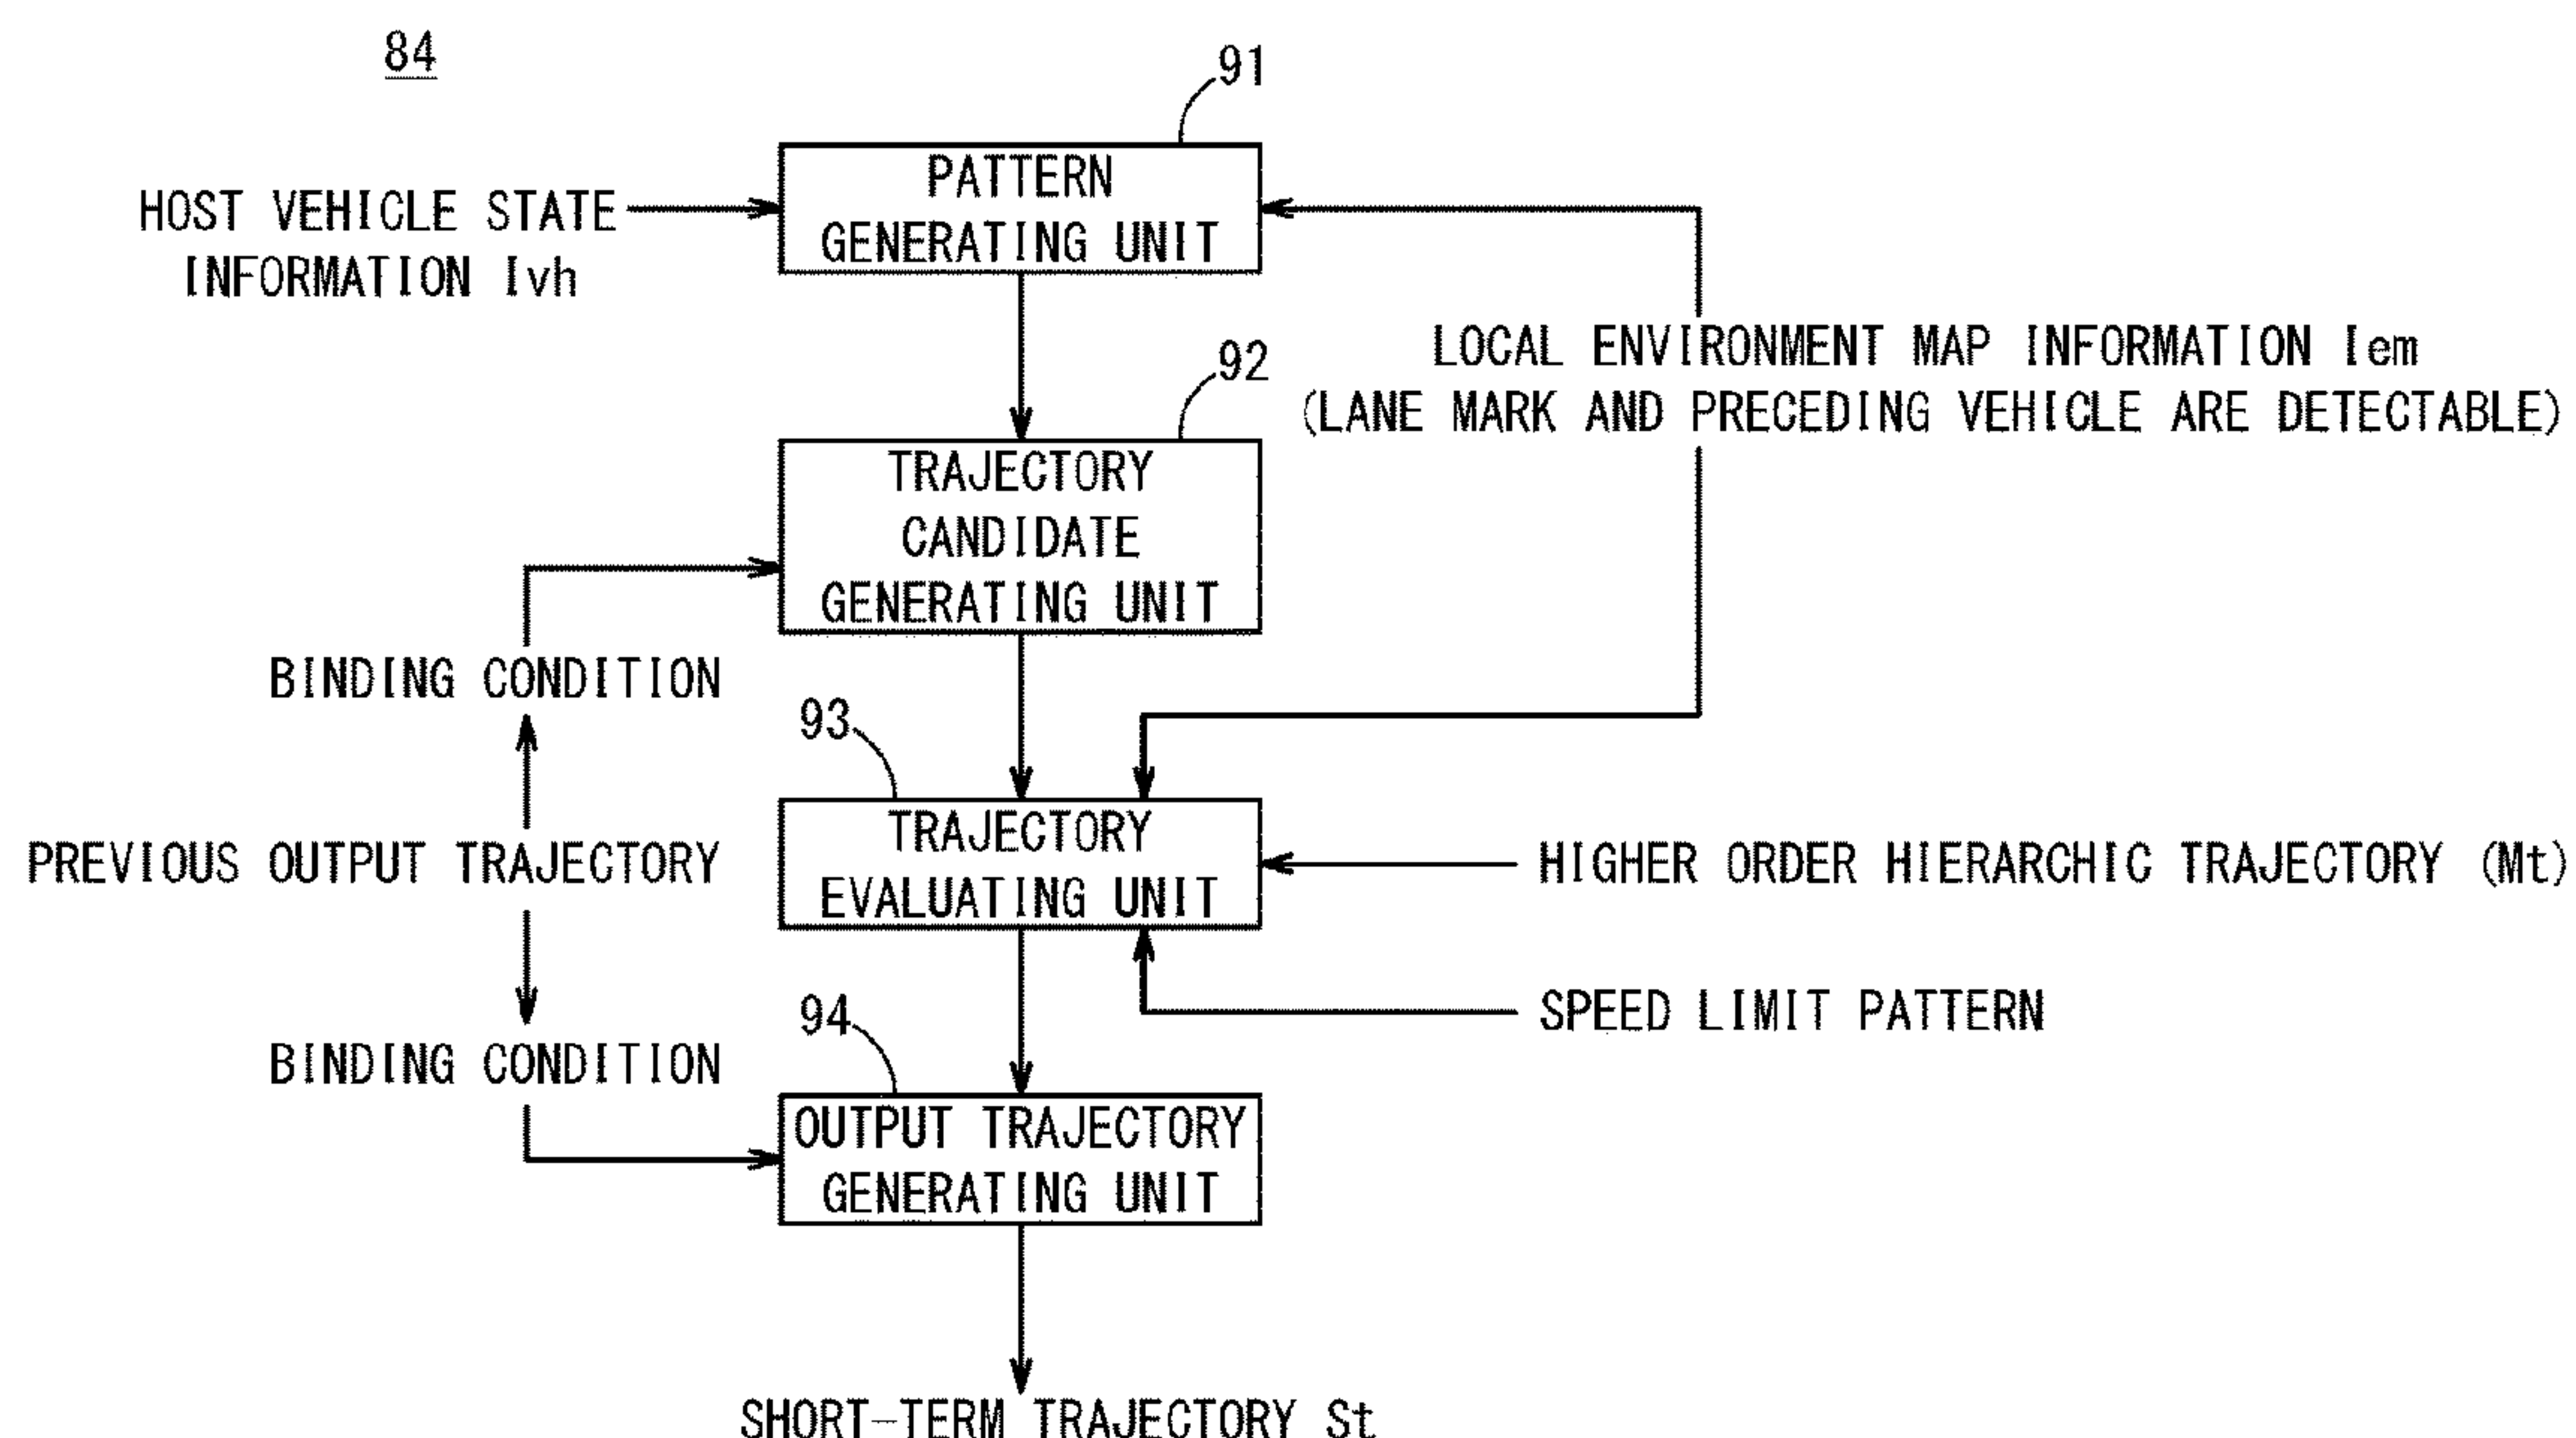 84
91
PATTERN
GENERATING UNIT
HOST VEHICLE STATE
INFORMATION Ivh
LOCAL ENVIRONMENT MAP INFORMATION Iem
(LANE MARK AND PRECEDING VEHICLE ARE DETECTABLE)
92
TRAJECTORY
CANDIDATE
GENERATING UNIT
BINDING CONDITION
93
TRAJECTORY
EVALUATING UNIT
PREVIOUS OUTPUT TRAJECTORY
HIGHER ORDER HIERARCHIC TRAJECTORY (Mt)
SPEED LIMIT PATTERN
94
BINDING CONDITION
OUTPUT TRAJECTORY
GENERATING UNIT
SHORT-TERM TRAJECTORY St